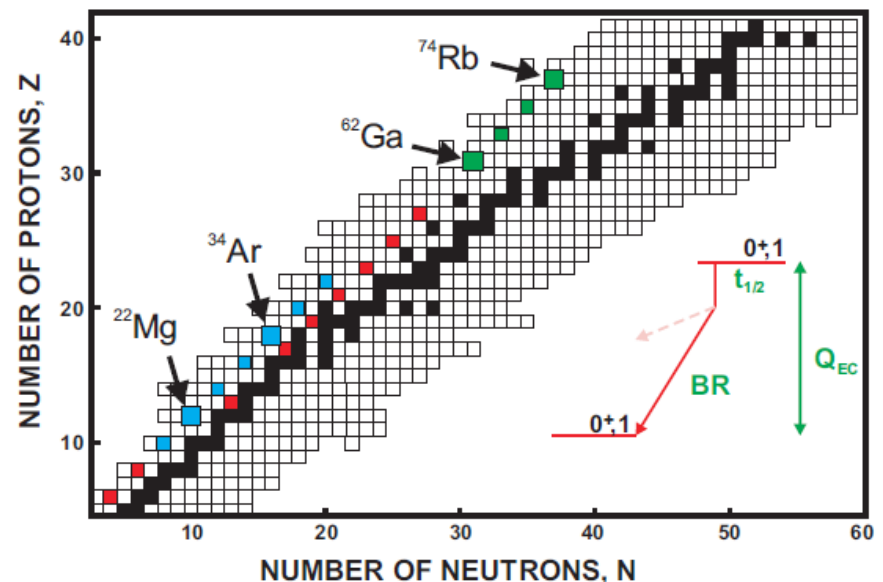 NUMBER OF PROTONS, Z
40
30
20
10
⁷⁴Rb
⁶²Ga
³⁴Ar
²²Mg
0⁺,1
t₁/₂
BR
Q_EC
0⁺,1
10
20
30
40
50
60
NUMBER OF NEUTRONS, N